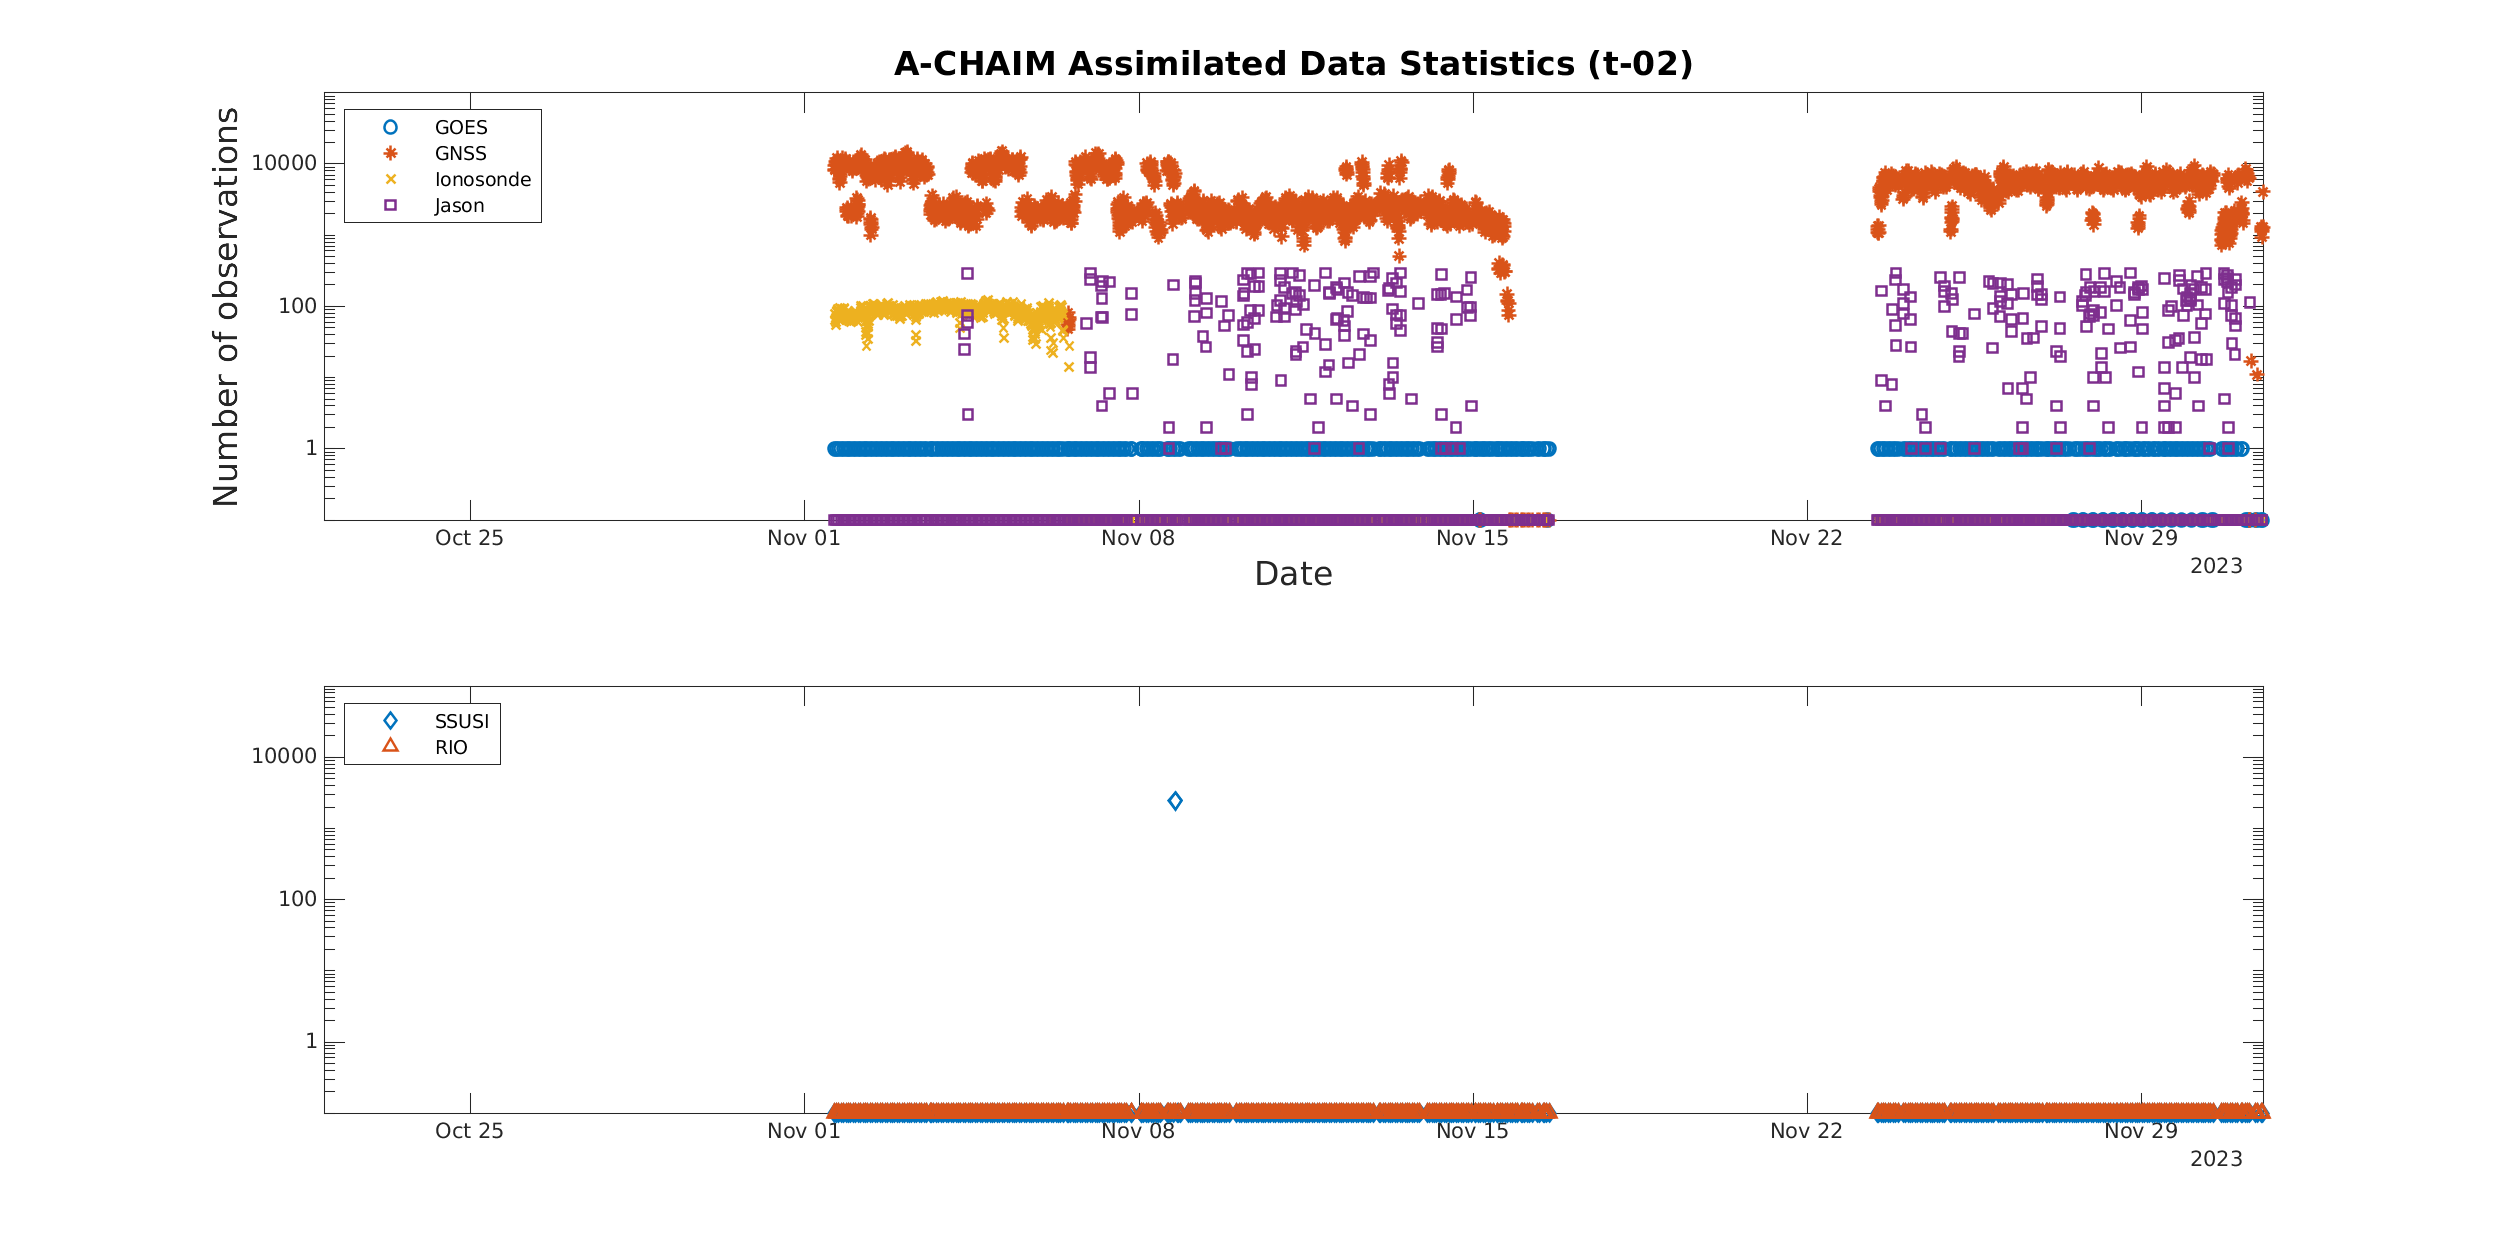 A-CHAIM Assimilated Data Statistics (t-02)
GOES
GNSS
Ionosonde
Jason
10000
100
1
Number of observations
Oct 25 Nov 01 Nov 08 Nov 15 Nov 22 Nov 29
2023
Date
SSUSI
RIO
10000
100
1
Oct 25 Nov 01 Nov 08 Nov 15 Nov 22 Nov 29
2023